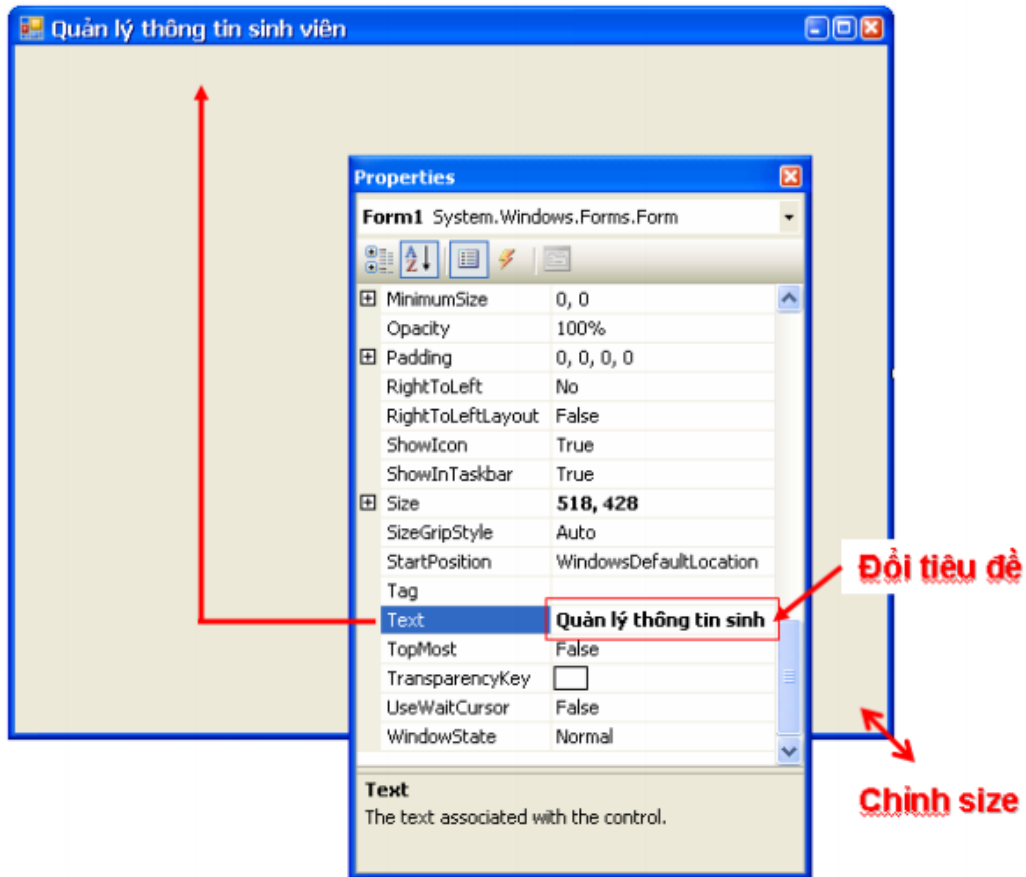 Quản lý thông tin sinh viên
Properties
Form1 System.Windows.Forms.Form
MinimumSize 0, 0
Opacity 100%
Padding 0, 0, 0, 0
RightToLeft No
RightToLeftLayout False
ShowIcon True
ShowInTaskbar True
Size 518, 428
SizeGripStyle Auto
StartPosition WindowsDefaultLocation
Tag
Text Quản lý thông tin sinh
TopMost False
TransparencyKey
UseWaitCursor False
WindowState Normal
Text
The text associated with the control.
Đổi tiêu đề
Chỉnh size